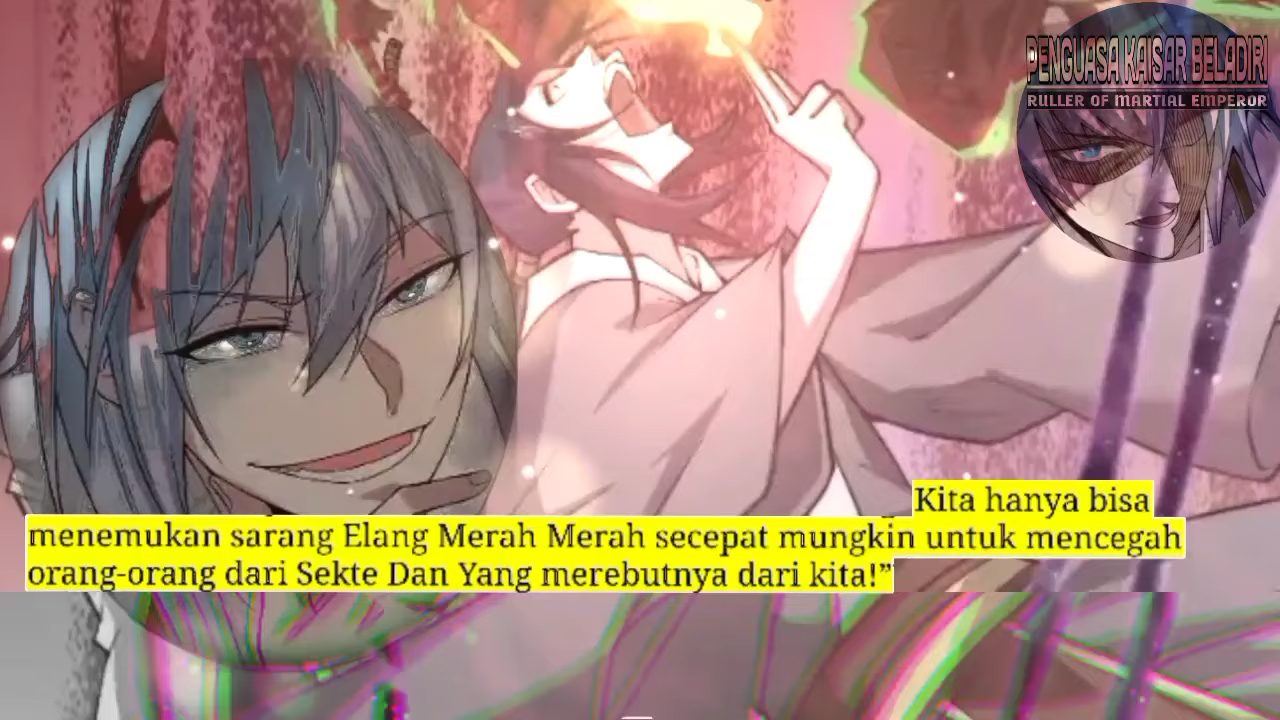 PENGUASA KAISAR BELADIRI
RULLER OF MARTIAL EMPEROR
Kita hanya bisa
menemukan sarang Elang Merah Merah secepat mungkin untuk mencegah
orang-orang dari Sekte Dan Yang merebutnya dari kita!”